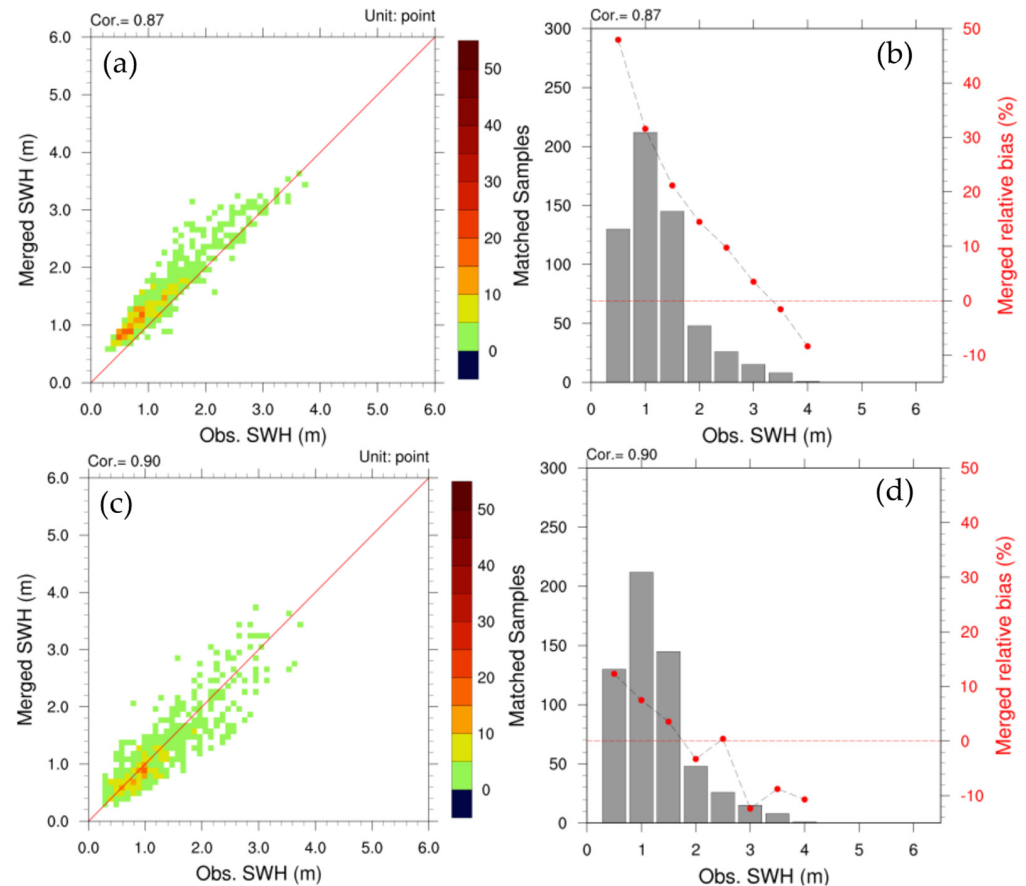 Cor.= 0.87
Unit: point
(a)
6.0
5.0
4.0
3.0
2.0
1.0
0.0
Merged SWH (m)
0.0 1.0 2.0 3.0 4.0 5.0 6.0
Obs. SWH (m)
50
40
30
20
10
0
Cor.= 0.87
(b)
300
250
200
150
100
50
0
Matched Samples
50
40
30
20
10
0
-10
Merged relative bias (%)
0 1 2 3 4 5 6
Obs. SWH (m)
Cor.= 0.90
Unit: point
(c)
6.0
5.0
4.0
3.0
2.0
1.0
0.0
Merged SWH (m)
0.0 1.0 2.0 3.0 4.0 5.0 6.0
Obs. SWH (m)
50
40
30
20
10
0
Cor.= 0.90
(d)
300
250
200
150
100
50
0
Matched Samples
50
40
30
20
10
0
-10
Merged relative bias (%)
0 1 2 3 4 5 6
Obs. SWH (m)